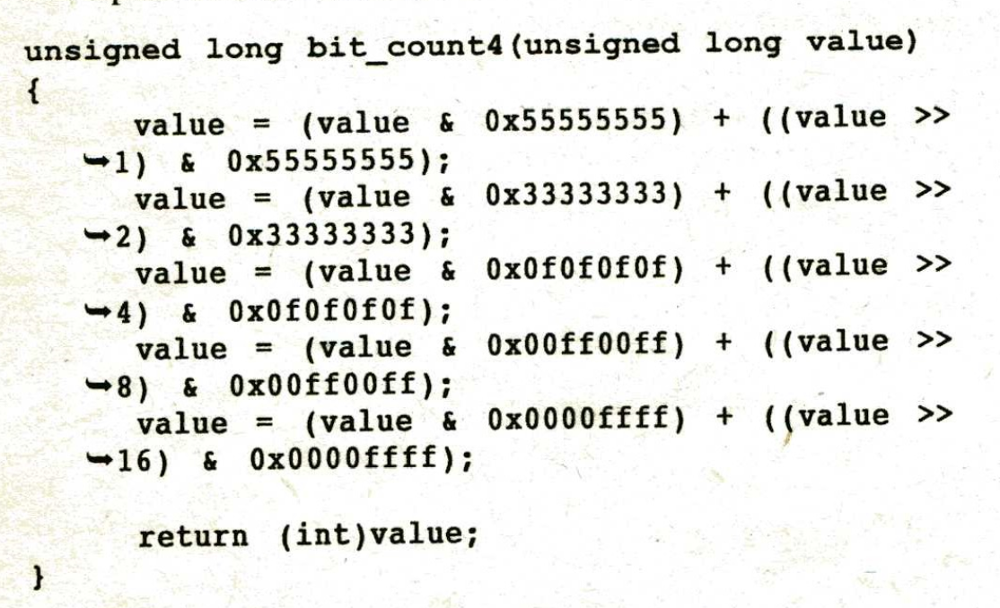 unsigned long bit_count4(unsigned long value)
{
value = (value & 0x55555555) + ((value >>
➥1) & 0x55555555);
value = (value & 0x33333333) + ((value >>
➥2) & 0x33333333);
value = (value & 0x0f0f0f0f) + ((value >>
➥4) & 0x0f0f0f0f);
value = (value & 0x00ff00ff) + ((value >>
➥8) & 0x00ff00ff);
value = (value & 0x0000ffff) + ((value >>
➥16) & 0x0000ffff);
return (int)value;
}